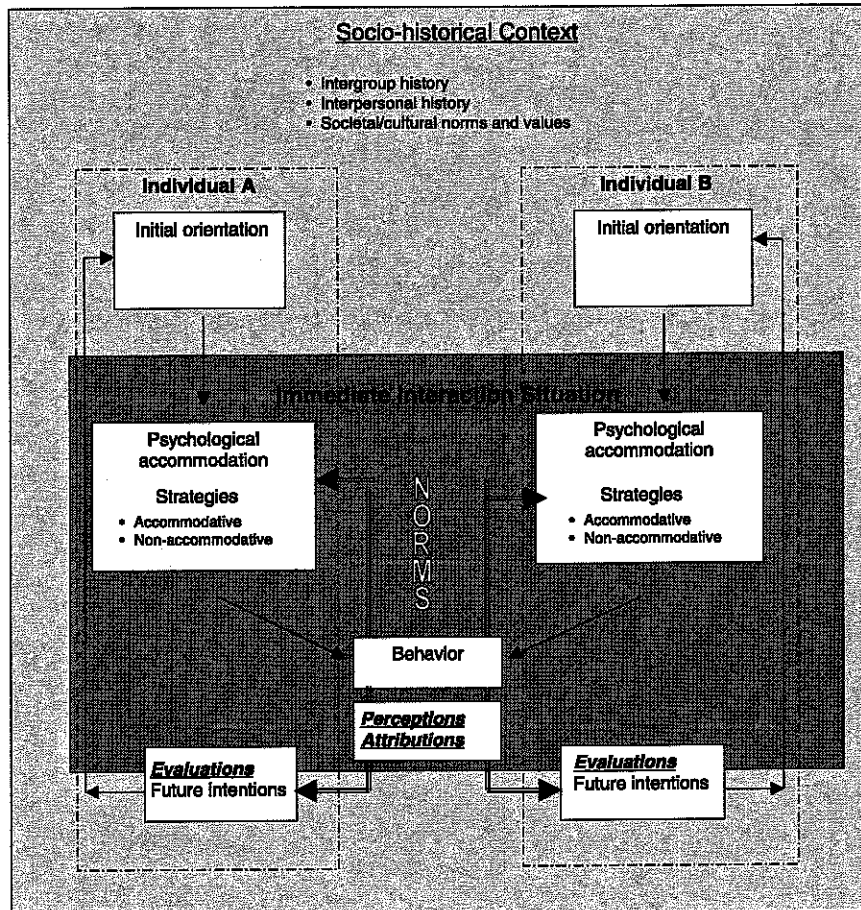 Socio-historical Context
• Intergroup history
• Interpersonal history
• Societal/cultural norms and values
Individual A
Individual B
Initial orientation
Initial orientation
Immediate Interaction Situation
Psychological
accommodation
Strategies
• Accommodative
• Non-accommodative
Psychological
accommodation
Strategies
• Accommodative
• Non-accommodative
NORMS
Behavior
Perceptions
Attributions
Evaluations
Future intentions
Evaluations
Future intentions